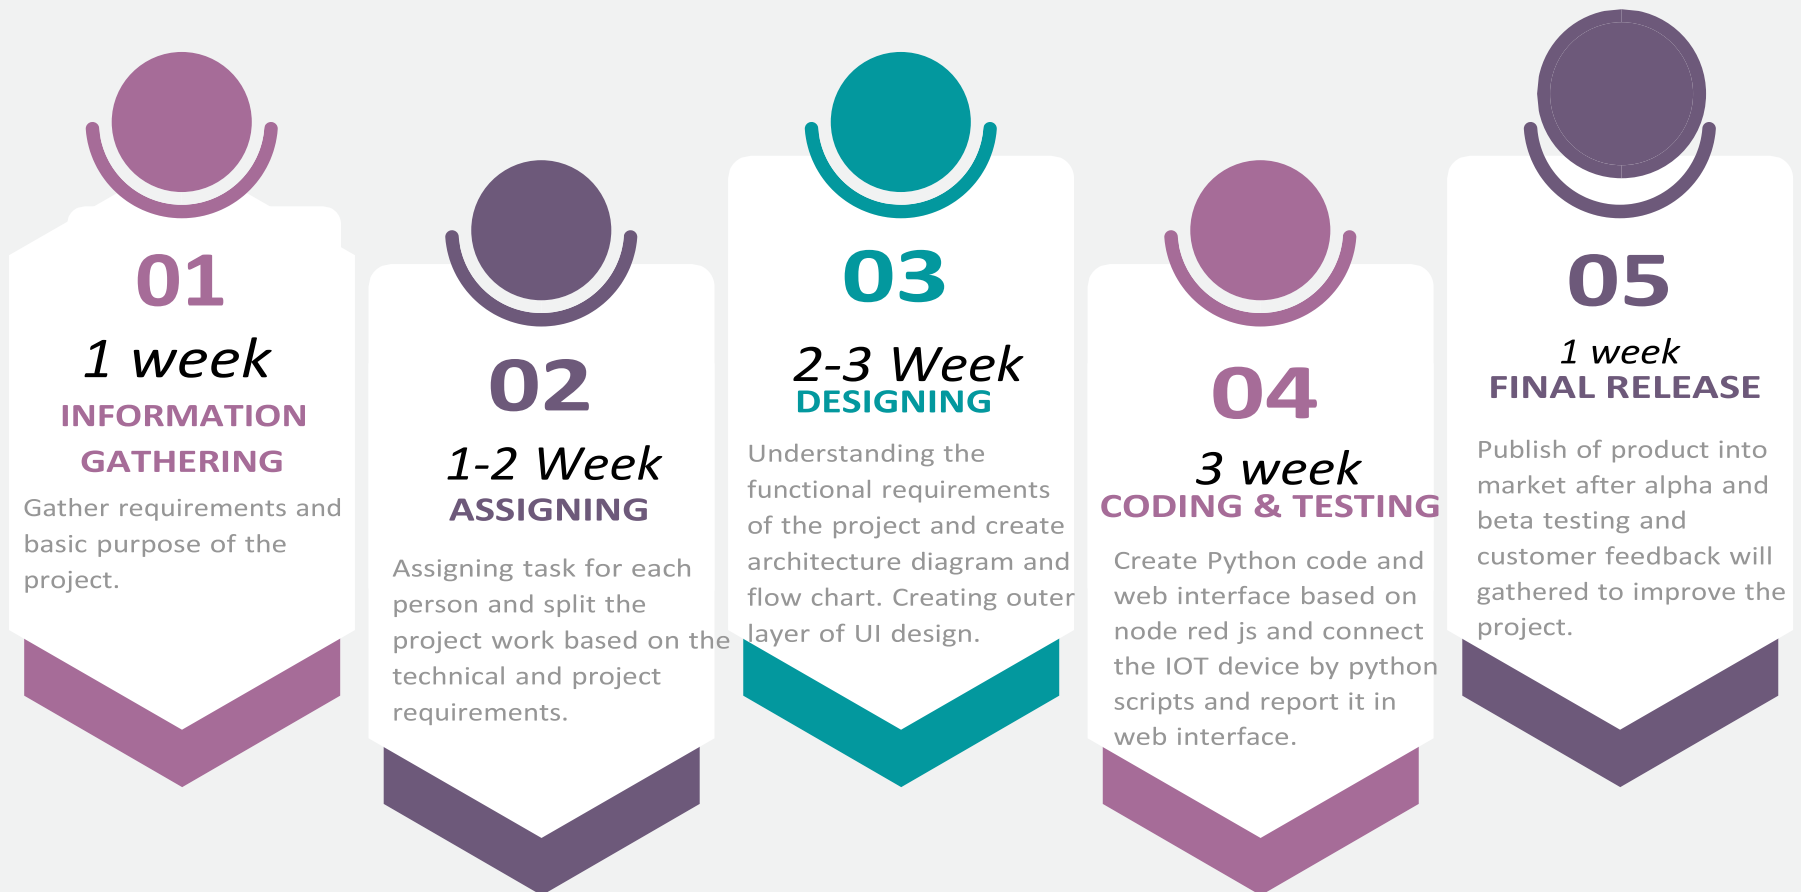 01
1 week
INFORMATION
GATHERING
Gather requirements and
basic purpose of the
project.
02
1-2 Week
ASSIGNING
Assigning task for each
person and split the
project work based on the
technical and project
requirements.
03
2-3 Week
DESIGNING
Understanding the
functional requirements
of the project and create
architecture diagram and
flow chart. Creating outer
layer of UI design.
04
3 week
CODING & TESTING
Create Python code and
web interface based on
node red js and connect
the IOT device by python
scripts and report it in
web interface.
05
1 week
FINAL RELEASE
Publish of product into
market after alpha and
beta testing and
customer feedback will
gathered to improve the
project.